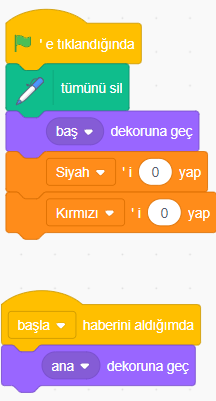 ' e tıklandığında
tümünü sil
baş dekoruna geç
Siyah ' i 0 yap
Kırmızı ' i 0 yap
başla haberini aldığımda
ana dekoruna geç